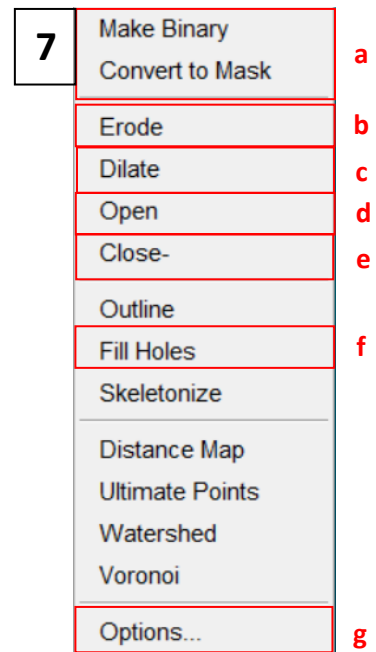 7
Make Binary
Convert to Mask
a
Erode
b
Dilate
c
Open
d
Close-
e
Outline
Fill Holes
f
Skeletonize
Distance Map
Ultimate Points
Watershed
Voronoi
Options...
g